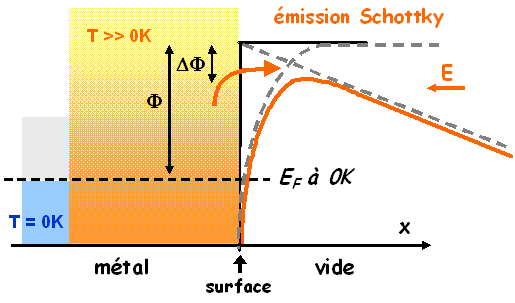 émission Schottky
T >> 0K
ΔΦ
Φ
E
E_F à 0K
T = 0K
x
métal
vide
surface